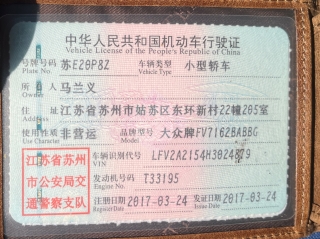 中华人民共和国机动车行驶证
Vehicle License of the People's Republic of China
号牌号码 苏E20P8Z 车辆类型 小型轿车
Plate No. Vehicle Type
所有人 马兰义
Owner
住址 江苏省苏州市姑苏区东环新村22幢205室
Address
使用性质 非营运 品牌型号 大众牌FV7162BABBG
Use Character Model
江苏省苏州
市公安局交
通警察支队
车辆识别代号 LFV2A2154H3024879
VIN
发动机号码 T33195
Engine No.
注册日期 2017-03-24 发证日期 2017-03-24
Register Date Issue Date